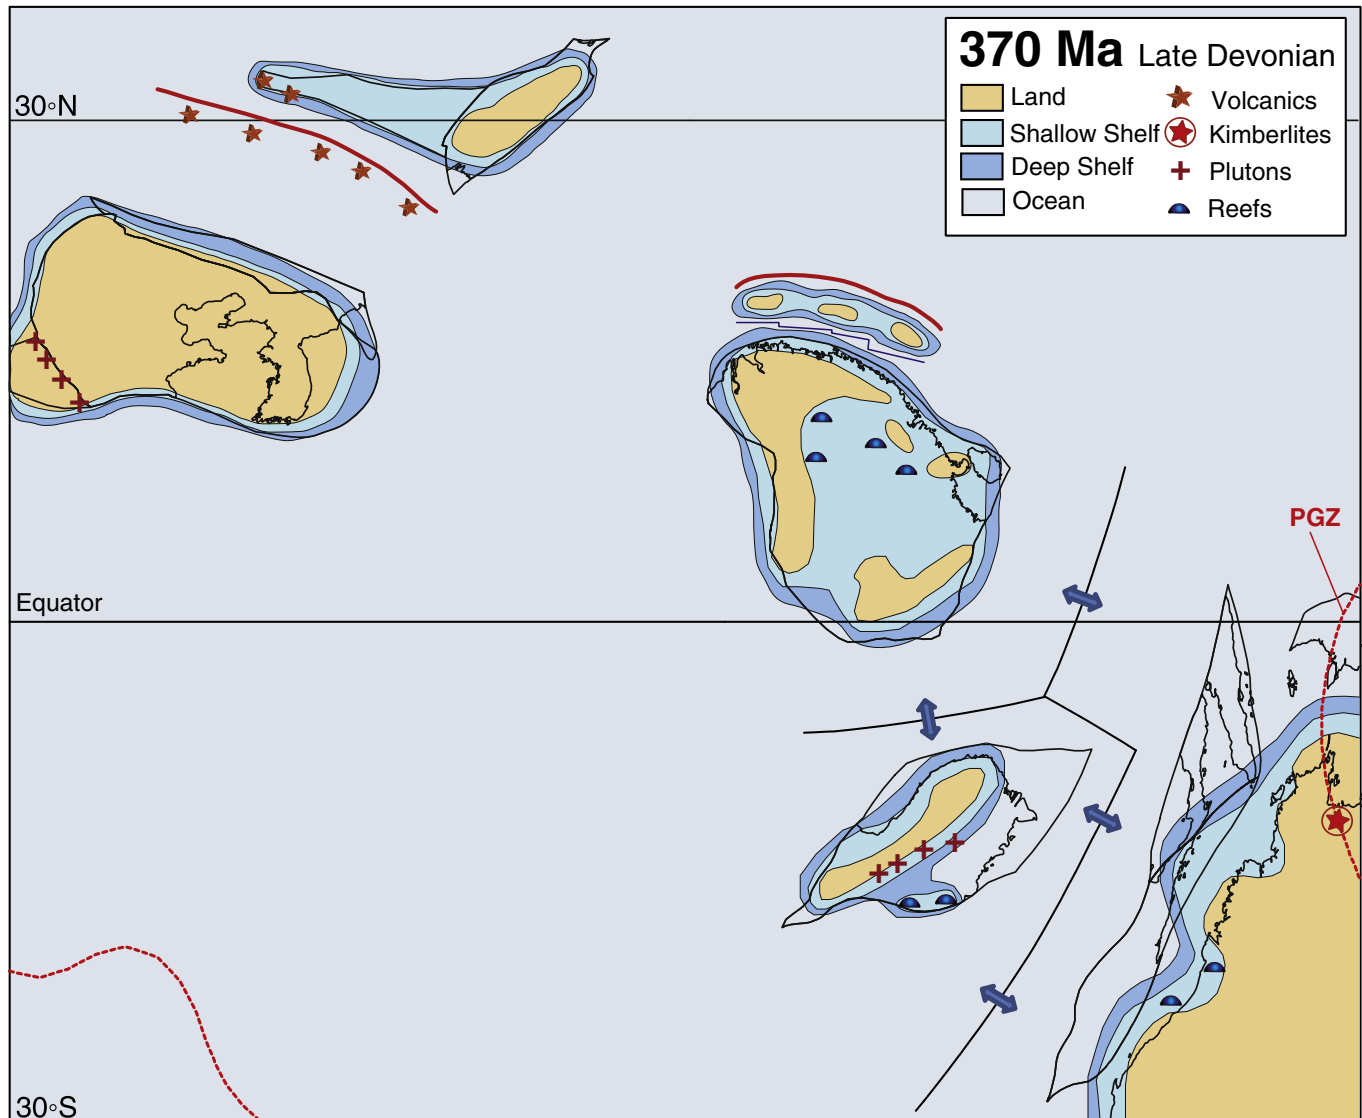 370 Ma Late Devonian
Land
Volcanics
Shallow Shelf
Kimberlites
Deep Shelf
Plutons
Ocean
Reefs
30◦N
PGZ
Equator
30◦S